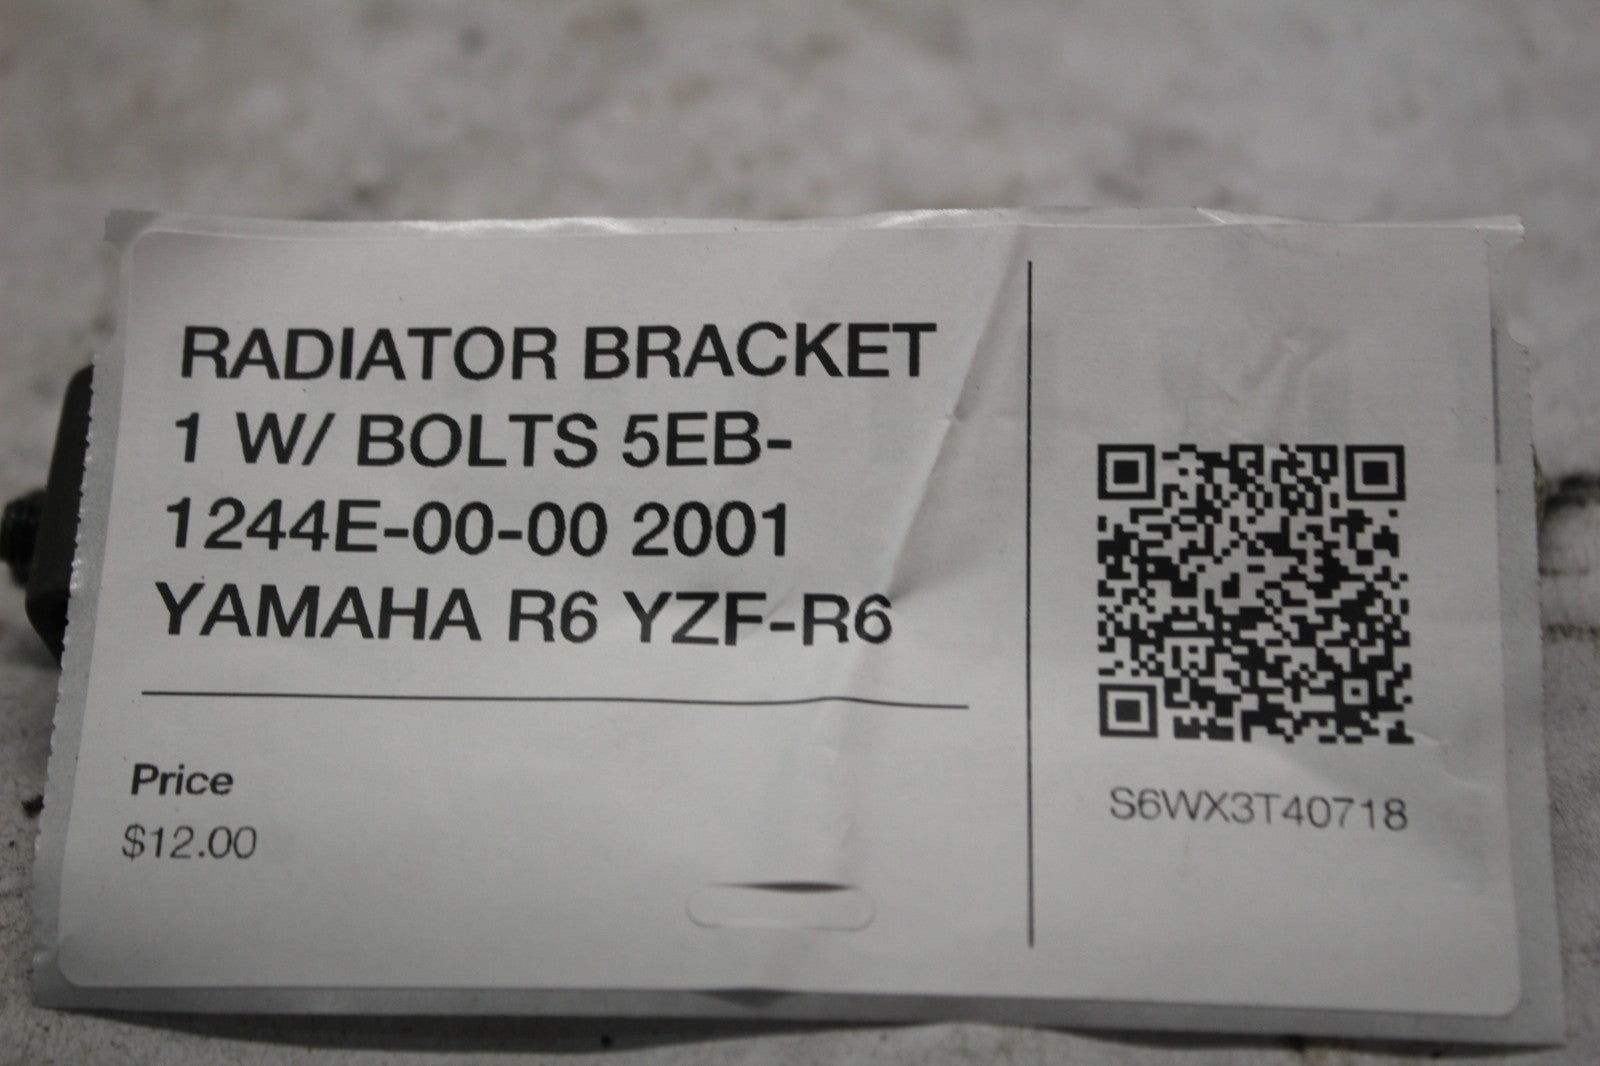 RADIATOR BRACKET
1 W/ BOLTS 5EB-
1244E-00-00 2001
YAMAHA R6 YZF-R6
Price
$12.00
S6WX3T40718